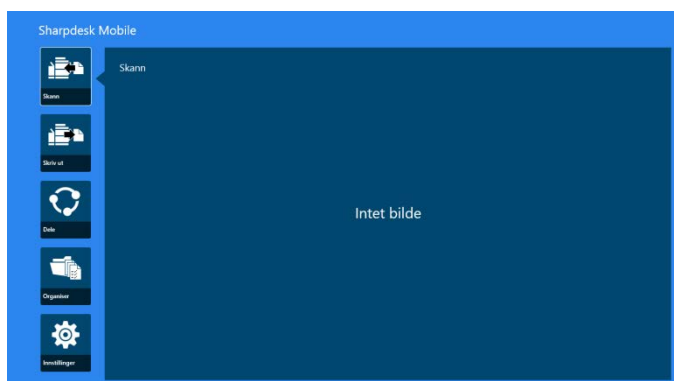 Sharpdesk Mobile
Skann
Skann
Skriv ut
Dele
Organiser
Innstillinger
Intet bilde